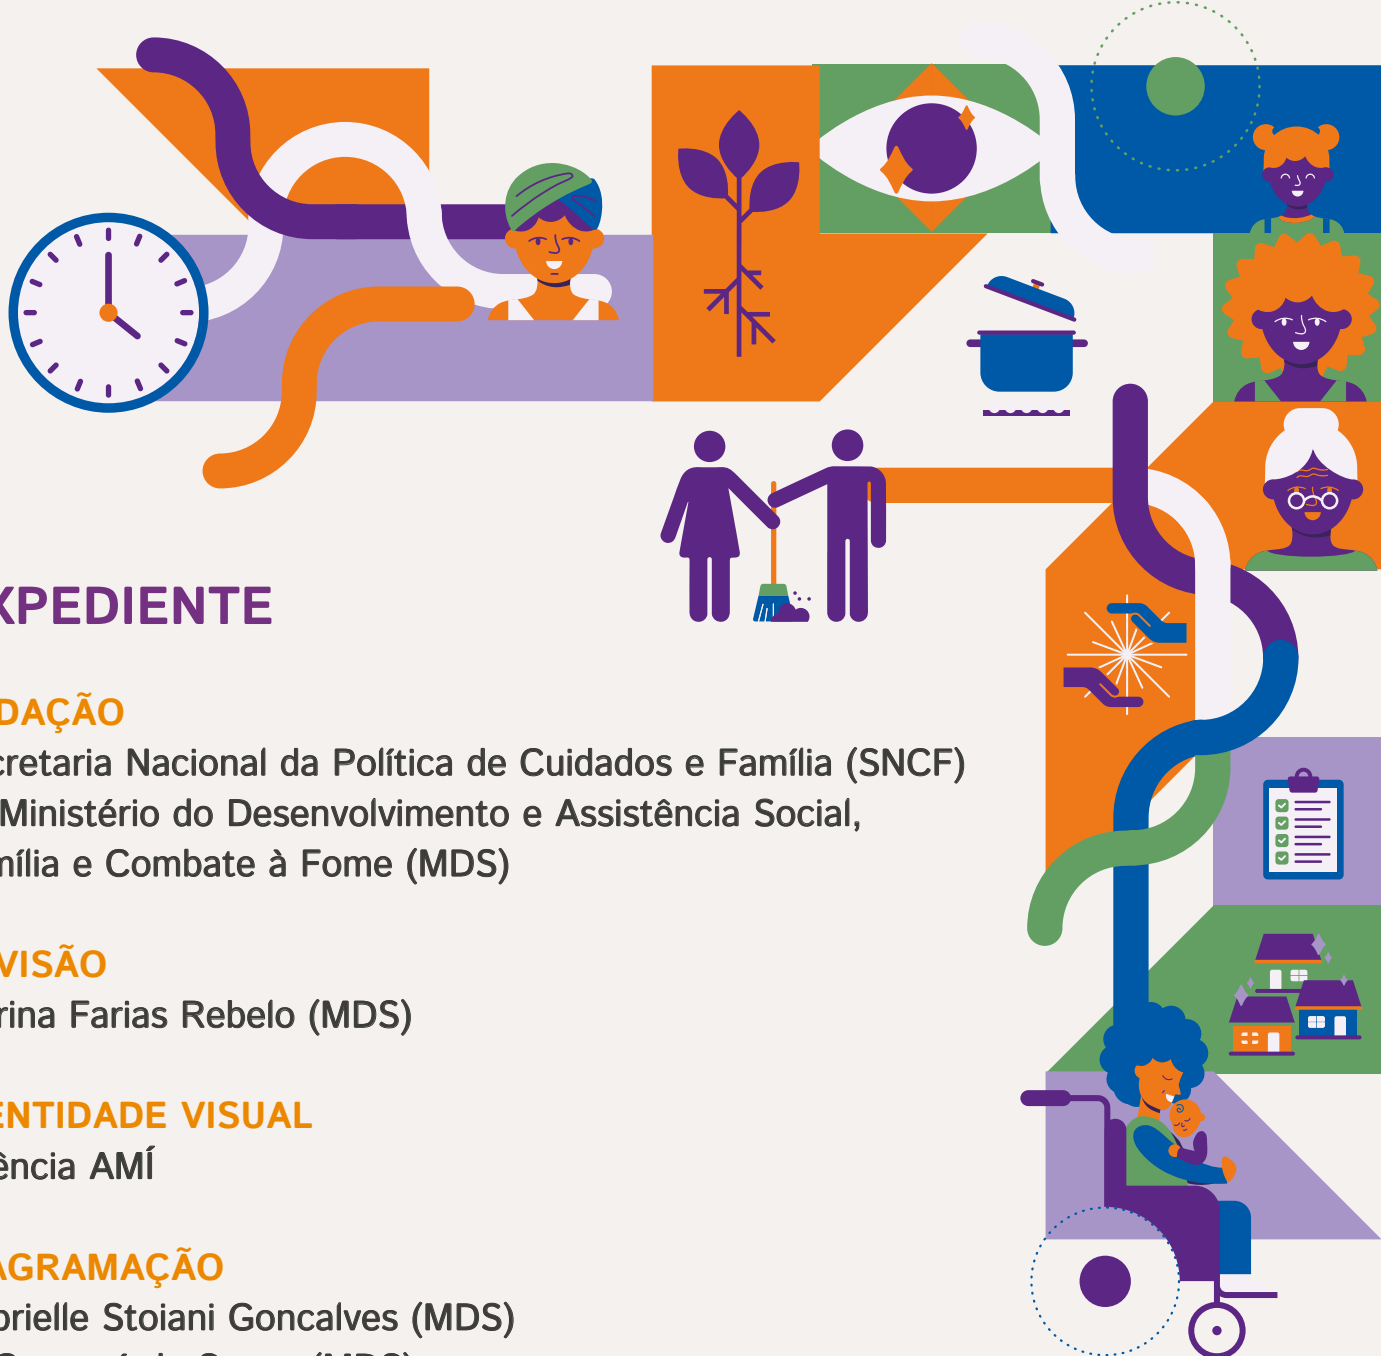 XPEDIENTE
DAÇÃO
cretaria Nacional da Política de Cuidados e Família (SNCF)
Ministério do Desenvolvimento e Assistência Social,
mília e Combate à Fome (MDS)
VISÃO
rina Farias Rebelo (MDS)
ENTIDADE VISUAL
ência AMÍ
AGRAMAÇÃO
brielle Stoiani Goncalves (MDS)
(MDS)